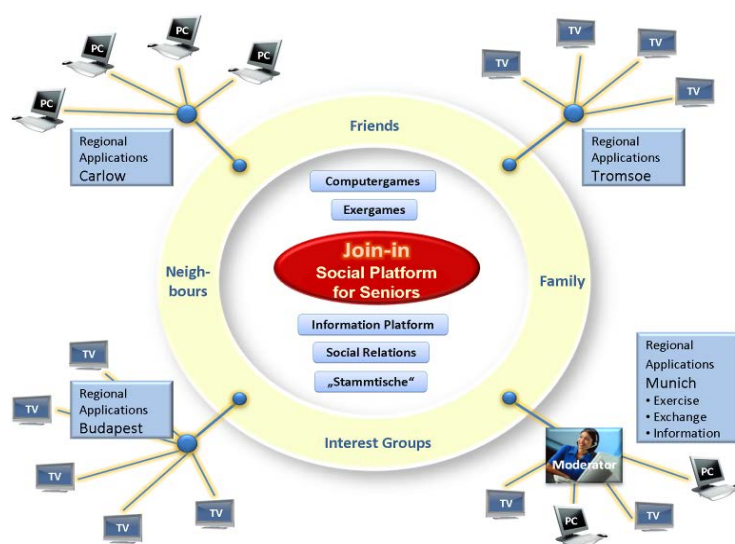 PC
PC
PC
PC
TV
TV
TV
TV
Regional
Applications
Carlow
Friends
Regional
Applications
Tromsoe
Computergames
Exergames
Neigh-
bours
Join-in
Social Platform
for Seniors
Family
Information Platform
Social Relations
„Stammtische“
TV
TV
TV
TV
TV
Regional
Applications
Budapest
Interest Groups
Regional
Applications
Munich
• Exercise
• Exchange
• Information
Moderator
TV
PC
TV
PC